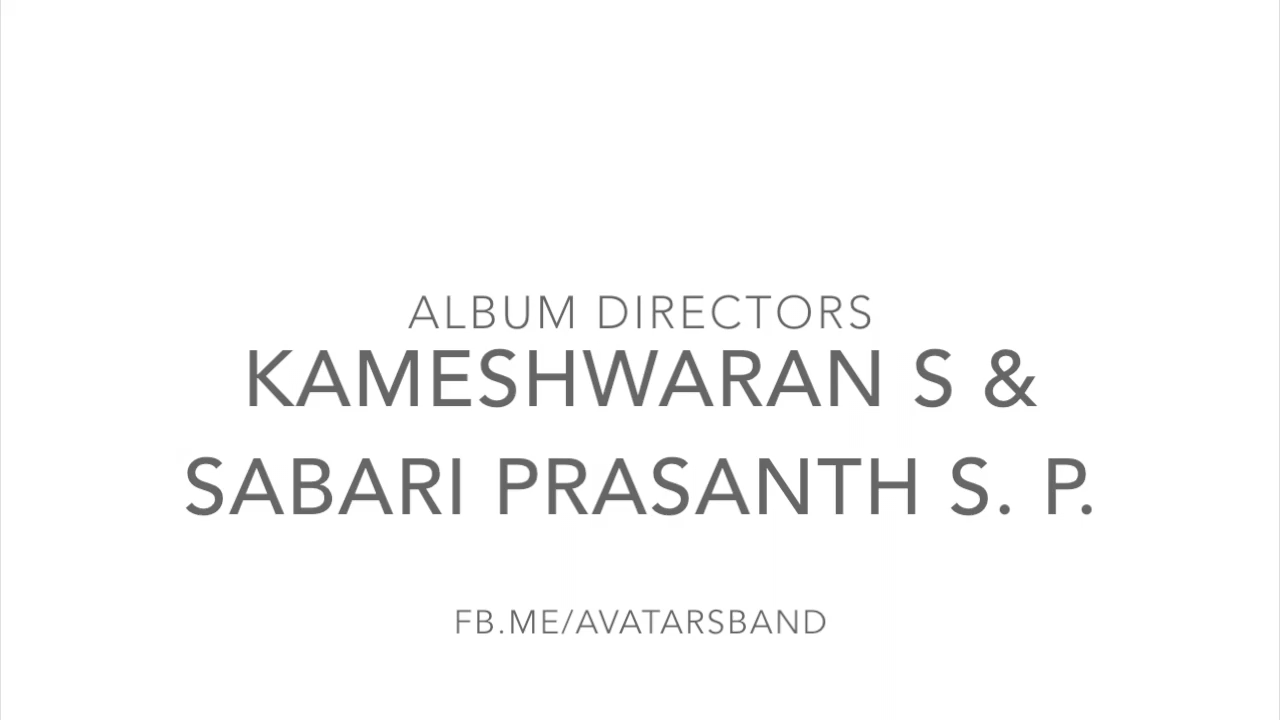 ALBUM DIRECTORS
KAMESHWARAN S &
SABARI PRASANTH S. P.
FB.ME/AVATARSBAND